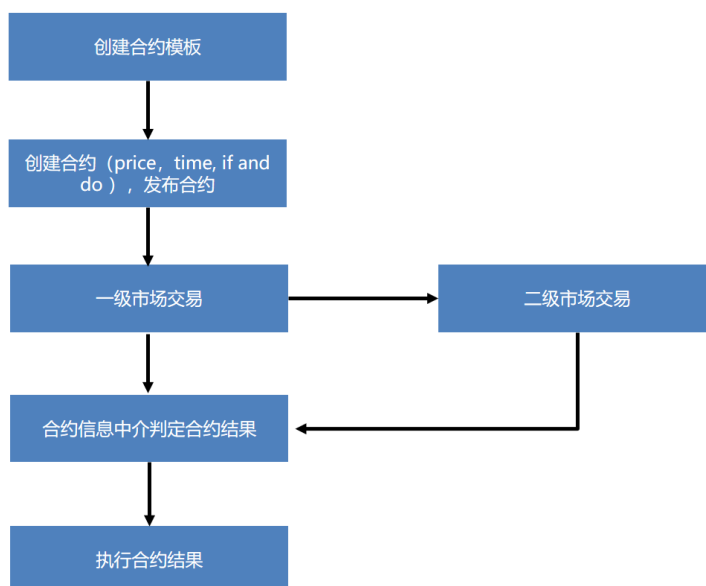 创建合约模板
创建合约（price，time, if and
do ），发布合约
一级市场交易
二级市场交易
合约信息中介判定合约结果
执行合约结果